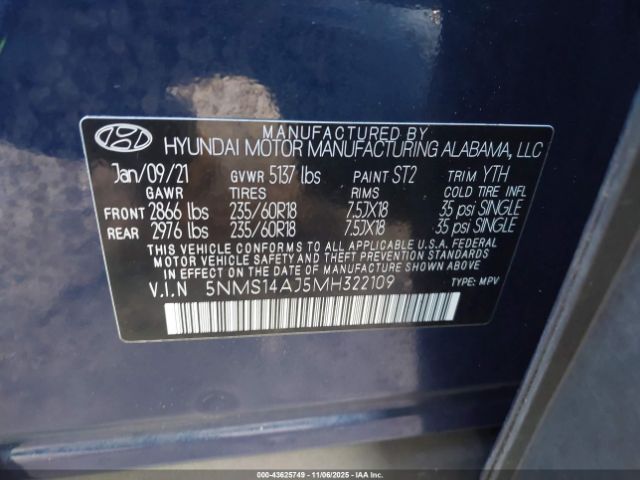 MANUFACTURED BY
HYUNDAI MOTOR MANUFACTURING ALABAMA, LLC
Jan/09/21 GVWR 5137 lbs PAINT ST2 TRIM YTH
GAWR TIRES RIMS COLD TIRE INFL
FRONT 2866 lbs 235/60R18 7.5JX18 35 psi SINGLE
REAR 2976 lbs 235/60R18 7.5JX18 35 psi SINGLE
THIS VEHICLE CONFORMS TO ALL APPLICABLE U.S.A. FEDERAL
MOTOR VEHICLE SAFETY, BUMPER, AND THEFT PREVENTION STANDARDS
IN EFFECT ON THE DATE OF MANUFACTURE SHOWN ABOVE.
V.I.N 5NMS14AJ5MH322109 TYPE: MPV
000-43625749 11/06/2025 IAAI.COM